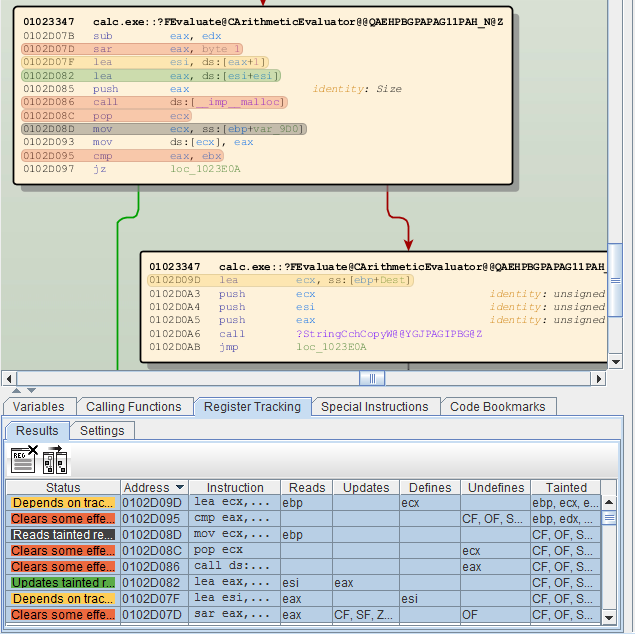 01023347 calc.exe::?FEvaluate@CArithmeticEvaluator@@QAEHPBGPAPAG11PAH_N@Z
0102D07B sub eax, edx
0102D07D sar eax, byte 1
0102D07F lea esi, ds:[eax+1]
0102D082 lea eax, ds:[esi+esi]
0102D085 push eax identity: Size
0102D086 call ds:[__imp__malloc]
0102D08C pop ecx
0102D08D mov ecx, ss:[ebp+var_9D0]
0102D093 mov ds:[ecx], eax
0102D095 cmp eax, ebx
0102D097 jz loc_1023E0A
01023347 calc.exe::?FEvaluate@CArithmeticEvaluator@@QAEHPBGPAPAG11PAH_
0102D09D lea ecx, ss:[ebp+Dest]
0102D0A3 push ecx identity: unsigned
0102D0A4 push esi identity: unsigned
0102D0A5 push eax identity: unsigned
0102D0A6 call ?StringCchCopyW@@YGJPAGIPBG@Z
0102D0AB jmp loc_1023E0A
Variables Calling Functions Register Tracking Special Instructions Code Bookmarks
Results Settings
REG
Status Address Instruction Reads Updates Defines Undefines Tainted
Depends on trac... 0102D09D lea ecx,... ebp ecx ebp, ecx, e...
Clears some effe... 0102D095 cmp eax,... CF, OF, S... ebp, edx, ...
Reads tainted re... 0102D08D mov ecx,... ebp CF, OF, S...
Clears some effe... 0102D08C pop ecx ecx CF, OF, S...
Clears some effe... 0102D086 call ds:... eax CF, OF, S...
Updates tainted r... 0102D082 lea eax,... esi eax CF, OF, S...
Depends on trac... 0102D07F lea esi,... eax esi CF, OF, S...
Clears some effe... 0102D07D sar eax,... eax CF, SF, Z... OF CF, OF, S...